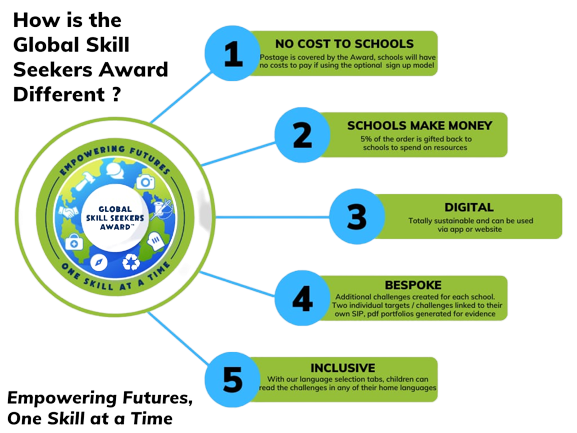 How is the
Global Skill
Seekers Award
Different ?
1
NO COST TO SCHOOLS
Postage is covered by the Award, schools will have
no costs to pay if using the optional sign up model
2
SCHOOLS MAKE MONEY
5% of the order is gifted back to
schools to spend on resources
3
DIGITAL
Totally sustainable and can be used
via app or website
4
BESPOKE
Additional challenges created for each school.
Two individual targets / challenges linked to their
own SIP, pdf portfolios generated for evidence
5
INCLUSIVE
With our language selection tabs, children can
read the challenges in any of their home languages
EMPOWERING FUTURES
GLOBAL
SKILL SEEKERS
AWARD™
ONE SKILL AT A TIME
Empowering Futures,
One Skill at a Time